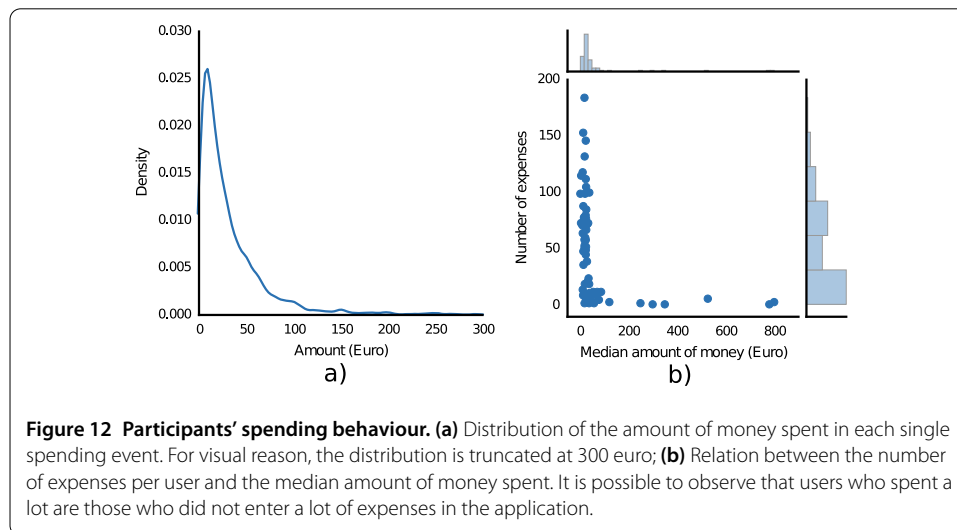 0.030
0.025
0.020
0.015
0.010
0.005
0.000
Density
0 50 100 150 200 250 300
Amount (Euro)
a)
200
150
100
50
0
Number of expenses
0 200 400 600 800
Median amount of money (Euro)
b)
Figure 12 Participants' spending behaviour. (a) Distribution of the amount of money spent in each single
spending event. For visual reason, the distribution is truncated at 300 euro; (b) Relation between the number
of expenses per user and the median amount of money spent. It is possible to observe that users who spent a
lot are those who did not enter a lot of expenses in the application.